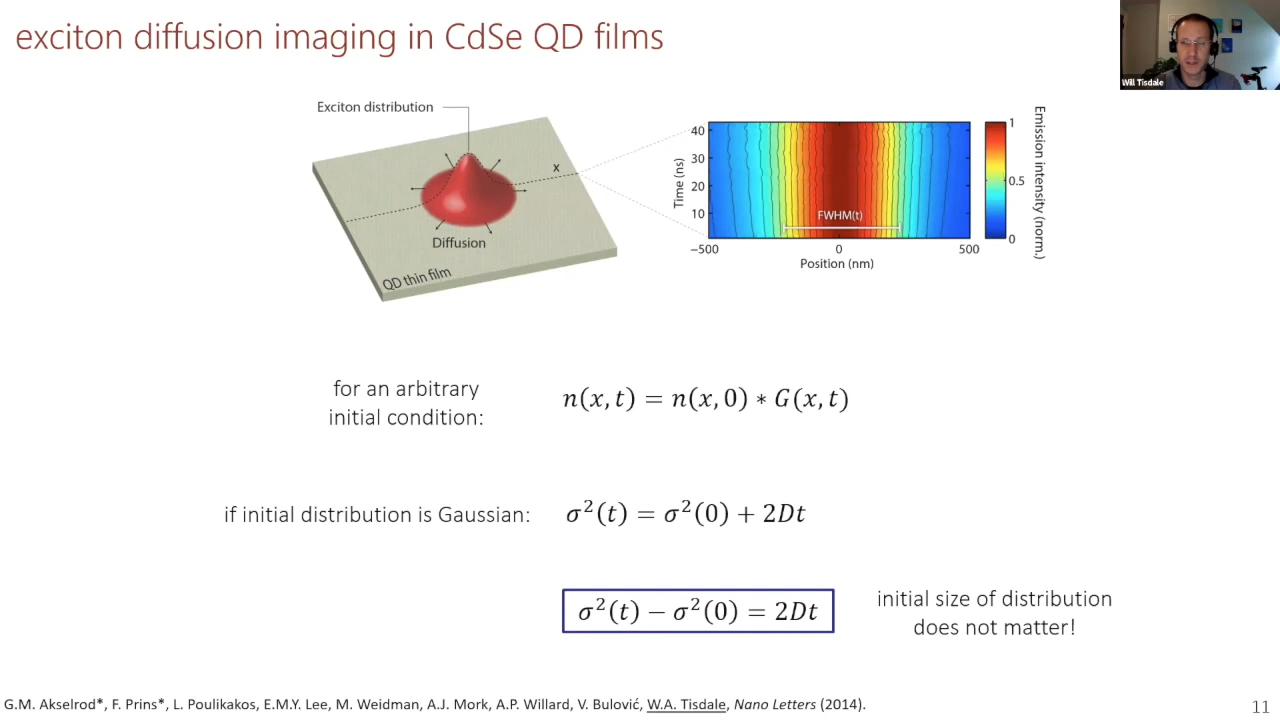 exciton diffusion imaging in CdSe QD films
Will Tisdale
Exciton distribution
x
Diffusion
QD thin film
40
30
20
10
Time (ns)
FWHM(t)
−500
0
500
Position (nm)
1
0.5
0
Emission intensity (norm.)
for an arbitrary
initial condition:
n(x, t) = n(x, 0) ∗ G(x, t)
if initial distribution is Gaussian:
σ²(t) = σ²(0) + 2Dt
σ²(t) − σ²(0) = 2Dt
initial size of distribution
does not matter!
G.M. Akselrod*, F. Prins*, L. Poulikakos, E.M.Y. Lee, M. Weidman, A.J. Mork, A.P. Willard, V. Bulović, W.A. Tisdale, Nano Letters (2014).
11